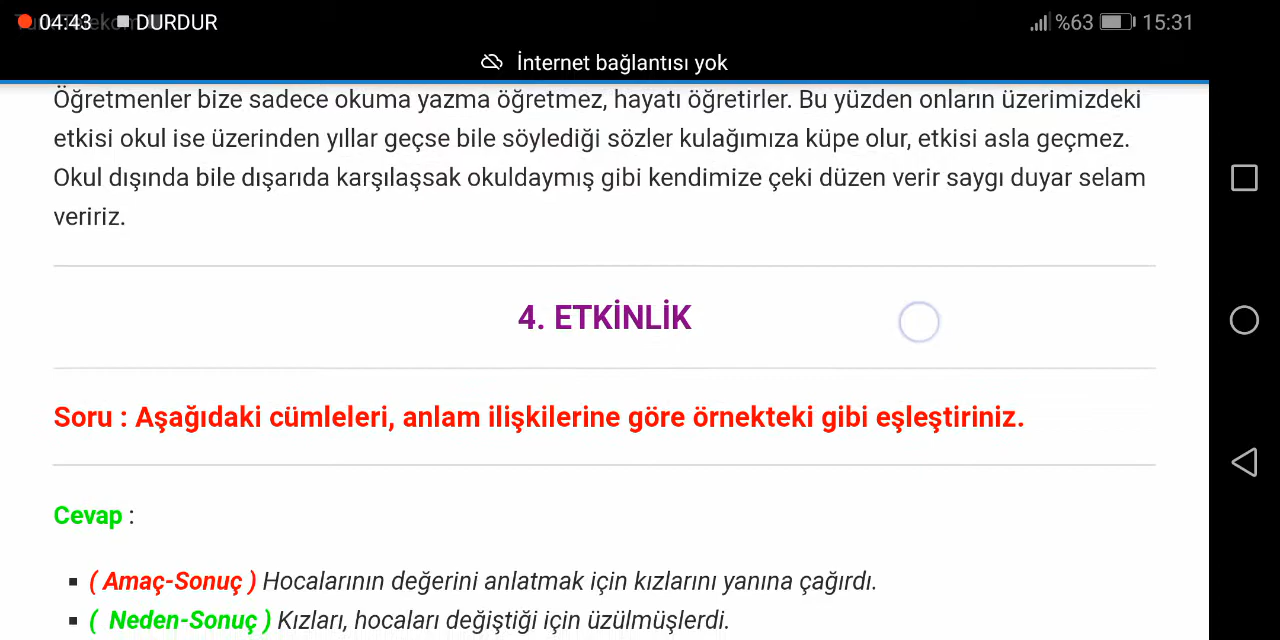 04:43 DURDUR %63 15:31
İnternet bağlantısı yok
Öğretmenler bize sadece okuma yazma öğretmez, hayatı öğretirler. Bu yüzden onların üzerimizdeki
etkisi okul ise üzerinden yıllar geçse bile söylediği sözler kulağımıza küpe olur, etkisi asla geçmez.
Okul dışında bile dışarıda karşılaşsak okuldaymış gibi kendimize çeki düzen verir saygı duyar selam
veririz.
4. ETKİNLİK
Soru : Aşağıdaki cümleleri, anlam ilişkilerine göre örnekteki gibi eşleştiriniz.
Cevap :
▪ ( Amaç-Sonuç ) Hocalarının değerini anlatmak için kızlarını yanına çağırdı.
▪ ( Neden-Sonuç ) Kızları, hocaları değiştiği için üzülmüşlerdi.